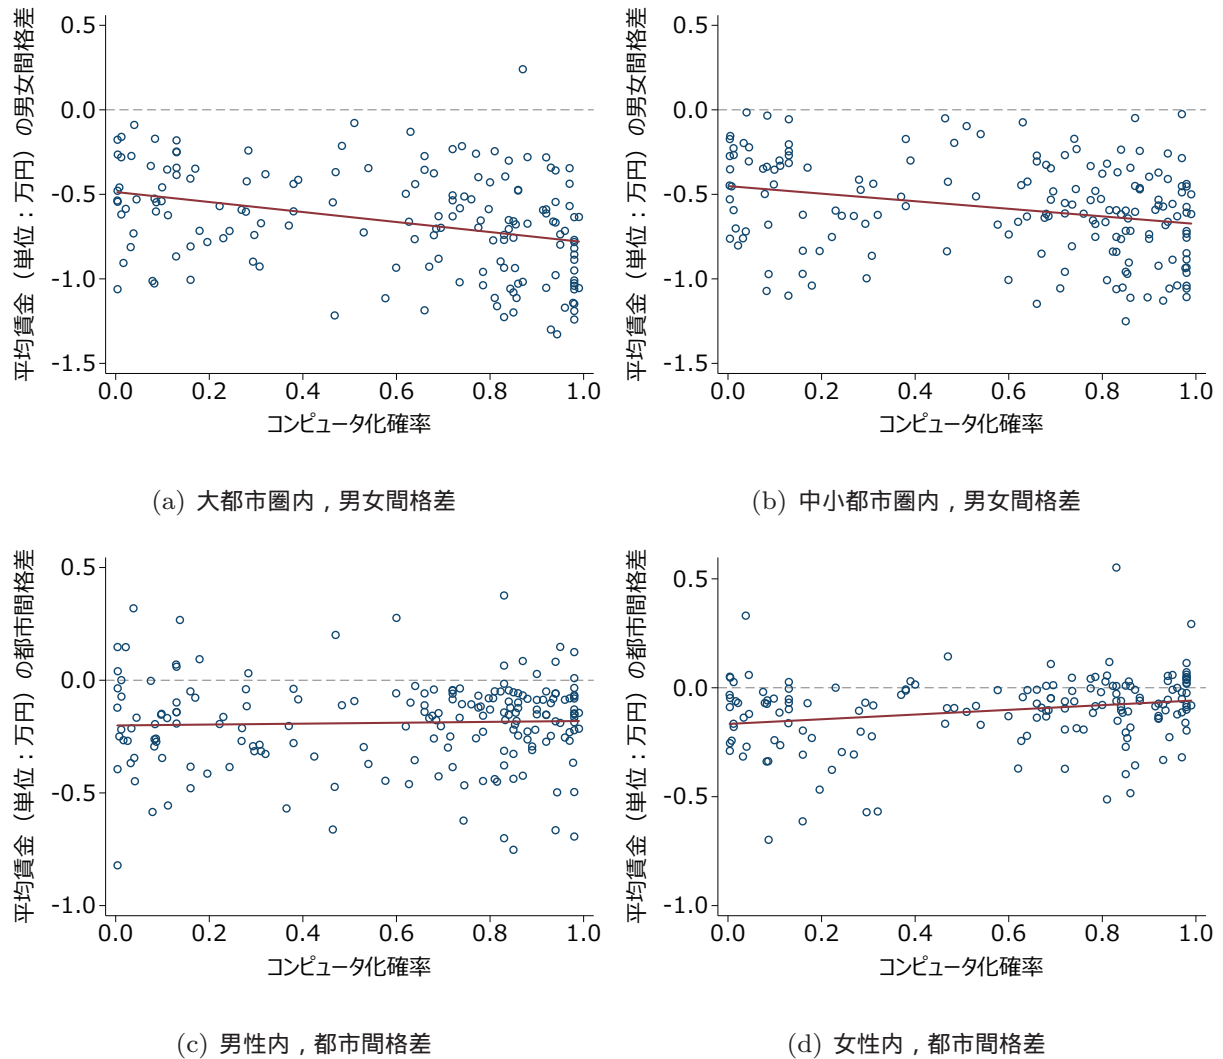 平均賃金（単位：万円）の男女間格差
0.5
0.0
-0.5
-1.0
-1.5
0.0 0.2 0.4 0.6 0.8 1.0
コンピュータ化確率
(a) 大都市圏内 , 男女間格差
平均賃金（単位：万円）の男女間格差
0.5
0.0
-0.5
-1.0
-1.5
0.0 0.2 0.4 0.6 0.8 1.0
コンピュータ化確率
(b) 中小都市圏内 , 男女間格差
平均賃金（単位：万円）の都市間格差
0.5
0.0
-0.5
-1.0
0.0 0.2 0.4 0.6 0.8 1.0
コンピュータ化確率
(c) 男性内 , 都市間格差
平均賃金（単位：万円）の都市間格差
0.5
0.0
-0.5
-1.0
0.0 0.2 0.4 0.6 0.8 1.0
コンピュータ化確率
(d) 女性内 , 都市間格差